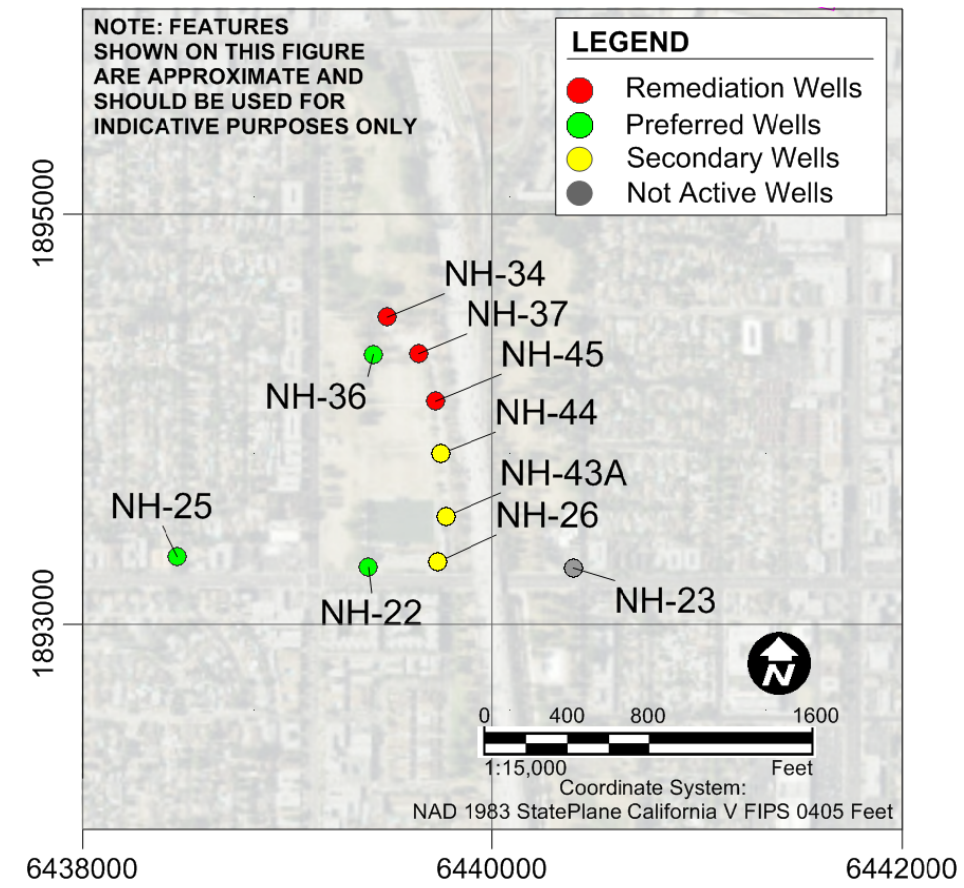 NOTE: FEATURES
SHOWN ON THIS FIGURE
ARE APPROXIMATE AND
SHOULD BE USED FOR
INDICATIVE PURPOSES ONLY
LEGEND
Remediation Wells
Preferred Wells
Secondary Wells
Not Active Wells
1895000
NH-34
NH-37
NH-45
NH-36
NH-44
NH-43A
NH-25
NH-26
NH-22
NH-23
1893000
N
0 400 800 1600
1:15,000 Feet
Coordinate System:
NAD 1983 StatePlane California V FIPS 0405 Feet
6438000 6440000 6442000